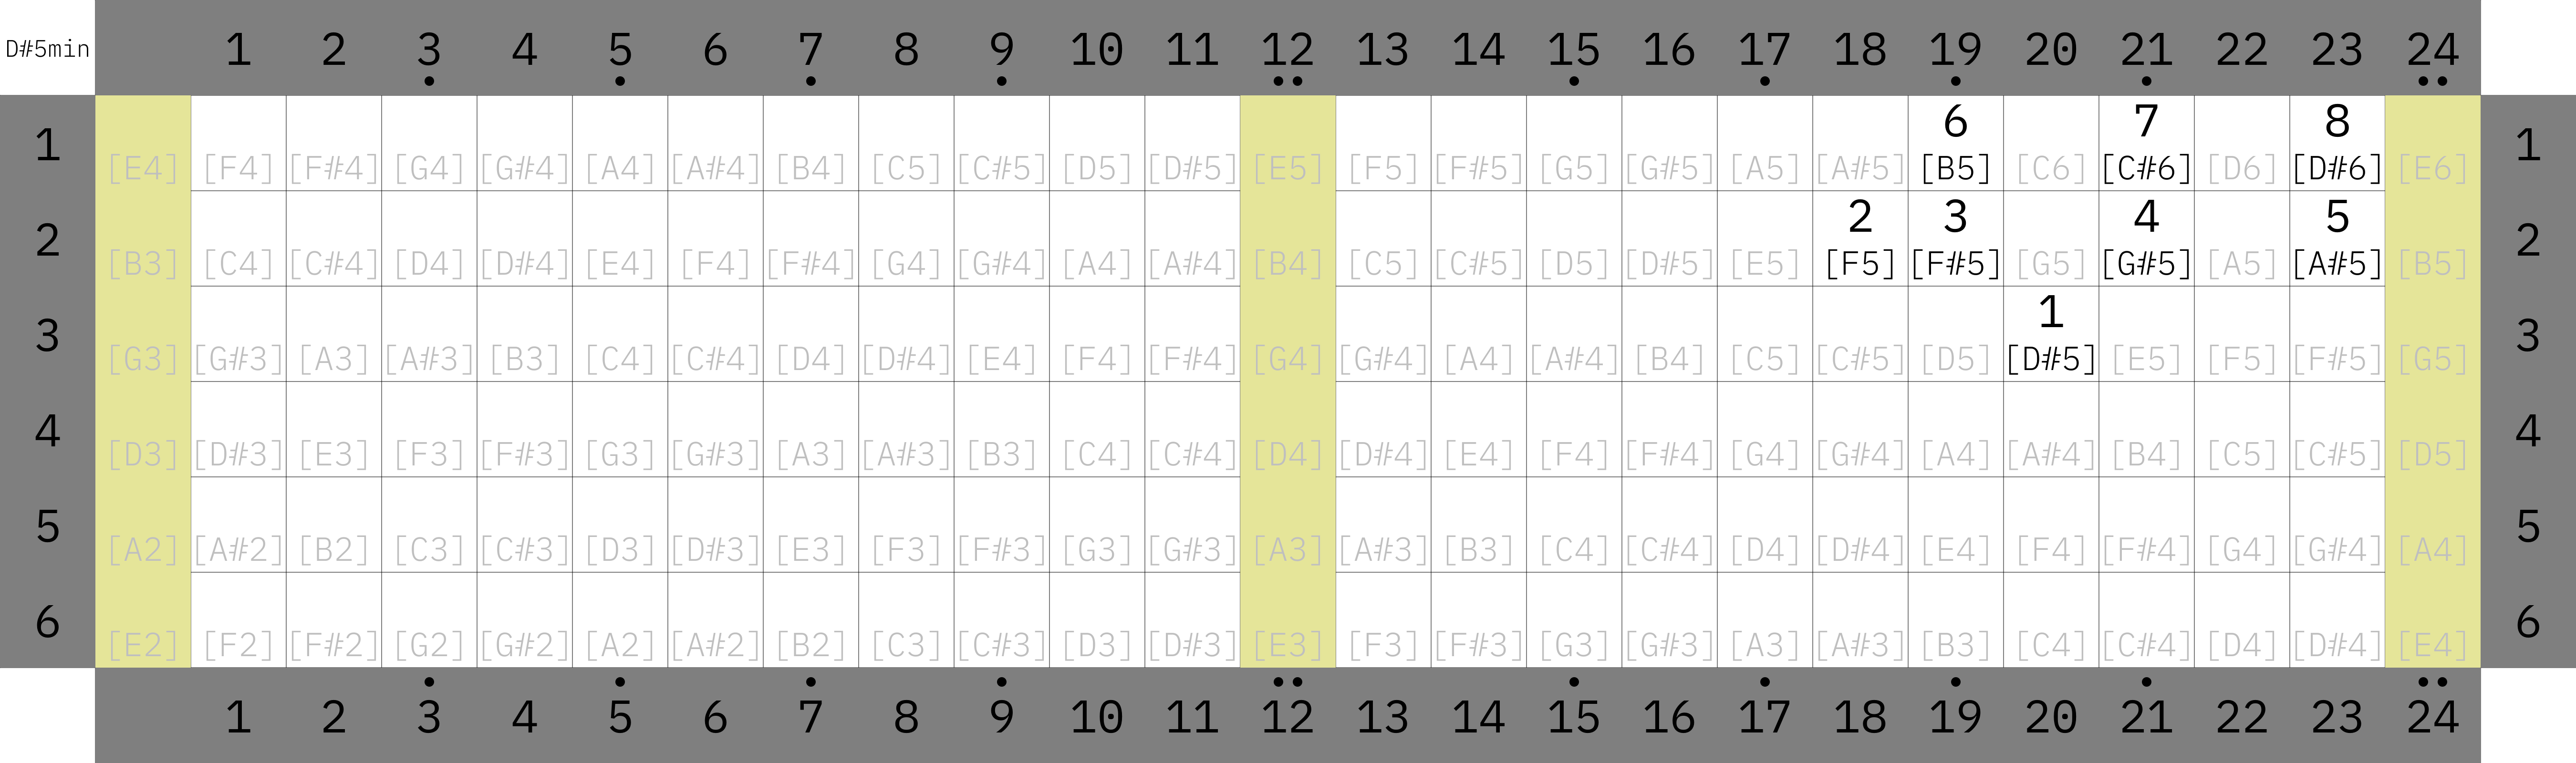 D#5min 1 2 3 4 5 6 7 8 9 10 11 12 13 14 15 16 17 18 19 20 21 22 23 24
6 7 8
1 [E4] [F4] [F#4] [G4] [G#4] [A4] [A#4] [B4] [C5] [C#5] [D5] [D#5] [E5] [F5] [F#5] [G5] [G#5] [A5] [A#5] [B5] [C6] [C#6] [D6] [D#6] [E6] 1
2 3 4 5
2 [B3] [C4] [C#4] [D4] [D#4] [E4] [F4] [F#4] [G4] [G#4] [A4] [A#4] [B4] [C5] [C#5] [D5] [D#5] [E5] [F5] [F#5] [G5] [G#5] [A5] [A#5] [B5] 2
1
3 [G3] [G#3] [A3] [A#3] [B3] [C4] [C#4] [D4] [D#4] [E4] [F4] [F#4] [G4] [G#4] [A4] [A#4] [B4] [C5] [C#5] [D5] [D#5] [E5] [F5] [F#5] [G5] 3
4 [D3] [D#3] [E3] [F3] [F#3] [G3] [G#3] [A3] [A#3] [B3] [C4] [C#4] [D4] [D#4] [E4] [F4] [F#4] [G4] [G#4] [A4] [A#4] [B4] [C5] [C#5] [D5] 4
5 [A2] [A#2] [B2] [C3] [C#3] [D3] [D#3] [E3] [F3] [F#3] [G3] [G#3] [A3] [A#3] [B3] [C4] [C#4] [D4] [D#4] [E4] [F4] [F#4] [G4] [G#4] [A4] 5
6 [E2] [F2] [F#2] [G2] [G#2] [A2] [A#2] [B2] [C3] [C#3] [D3] [D#3] [E3] [F3] [F#3] [G3] [G#3] [A3] [A#3] [B3] [C4] [C#4] [D4] [D#4] [E4] 6
1 2 3 4 5 6 7 8 9 10 11 12 13 14 15 16 17 18 19 20 21 22 23 24